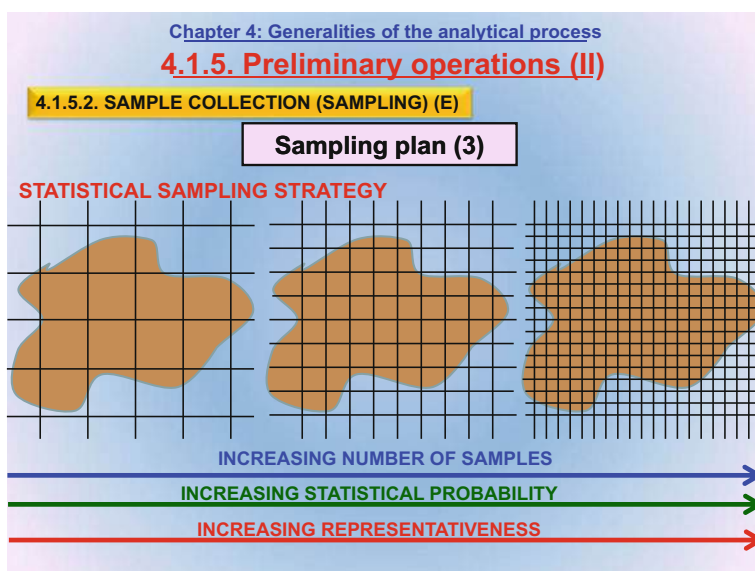 Chapter 4: Generalities of the analytical process
4.1.5. Preliminary operations (II)
4.1.5.2. SAMPLE COLLECTION (SAMPLING) (E)
Sampling plan (3)
STATISTICAL SAMPLING STRATEGY
INCREASING NUMBER OF SAMPLES
INCREASING STATISTICAL PROBABILITY
INCREASING REPRESENTATIVENESS